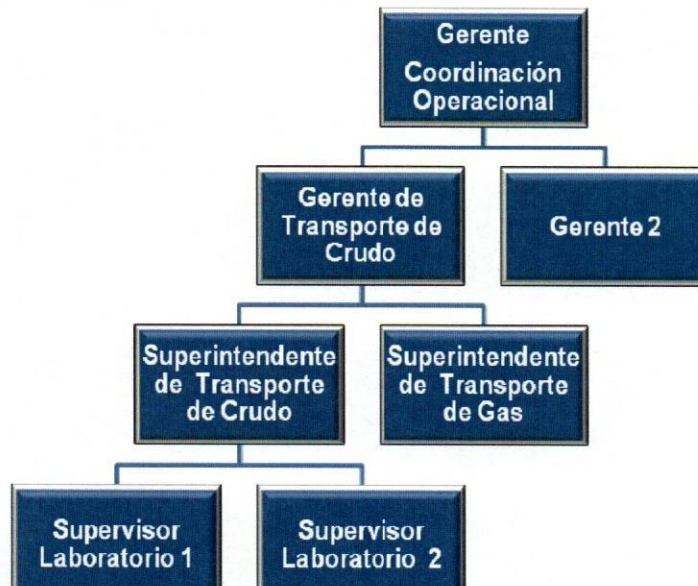 Gerente
Coordinación
Operacional
Gerente de
Transporte de
Crudo
Gerente 2
Superintendente
de Transporte
de Crudo
Superintendente
de Transporte
de Gas
Supervisor
Laboratorio 1
Supervisor
Laboratorio 2